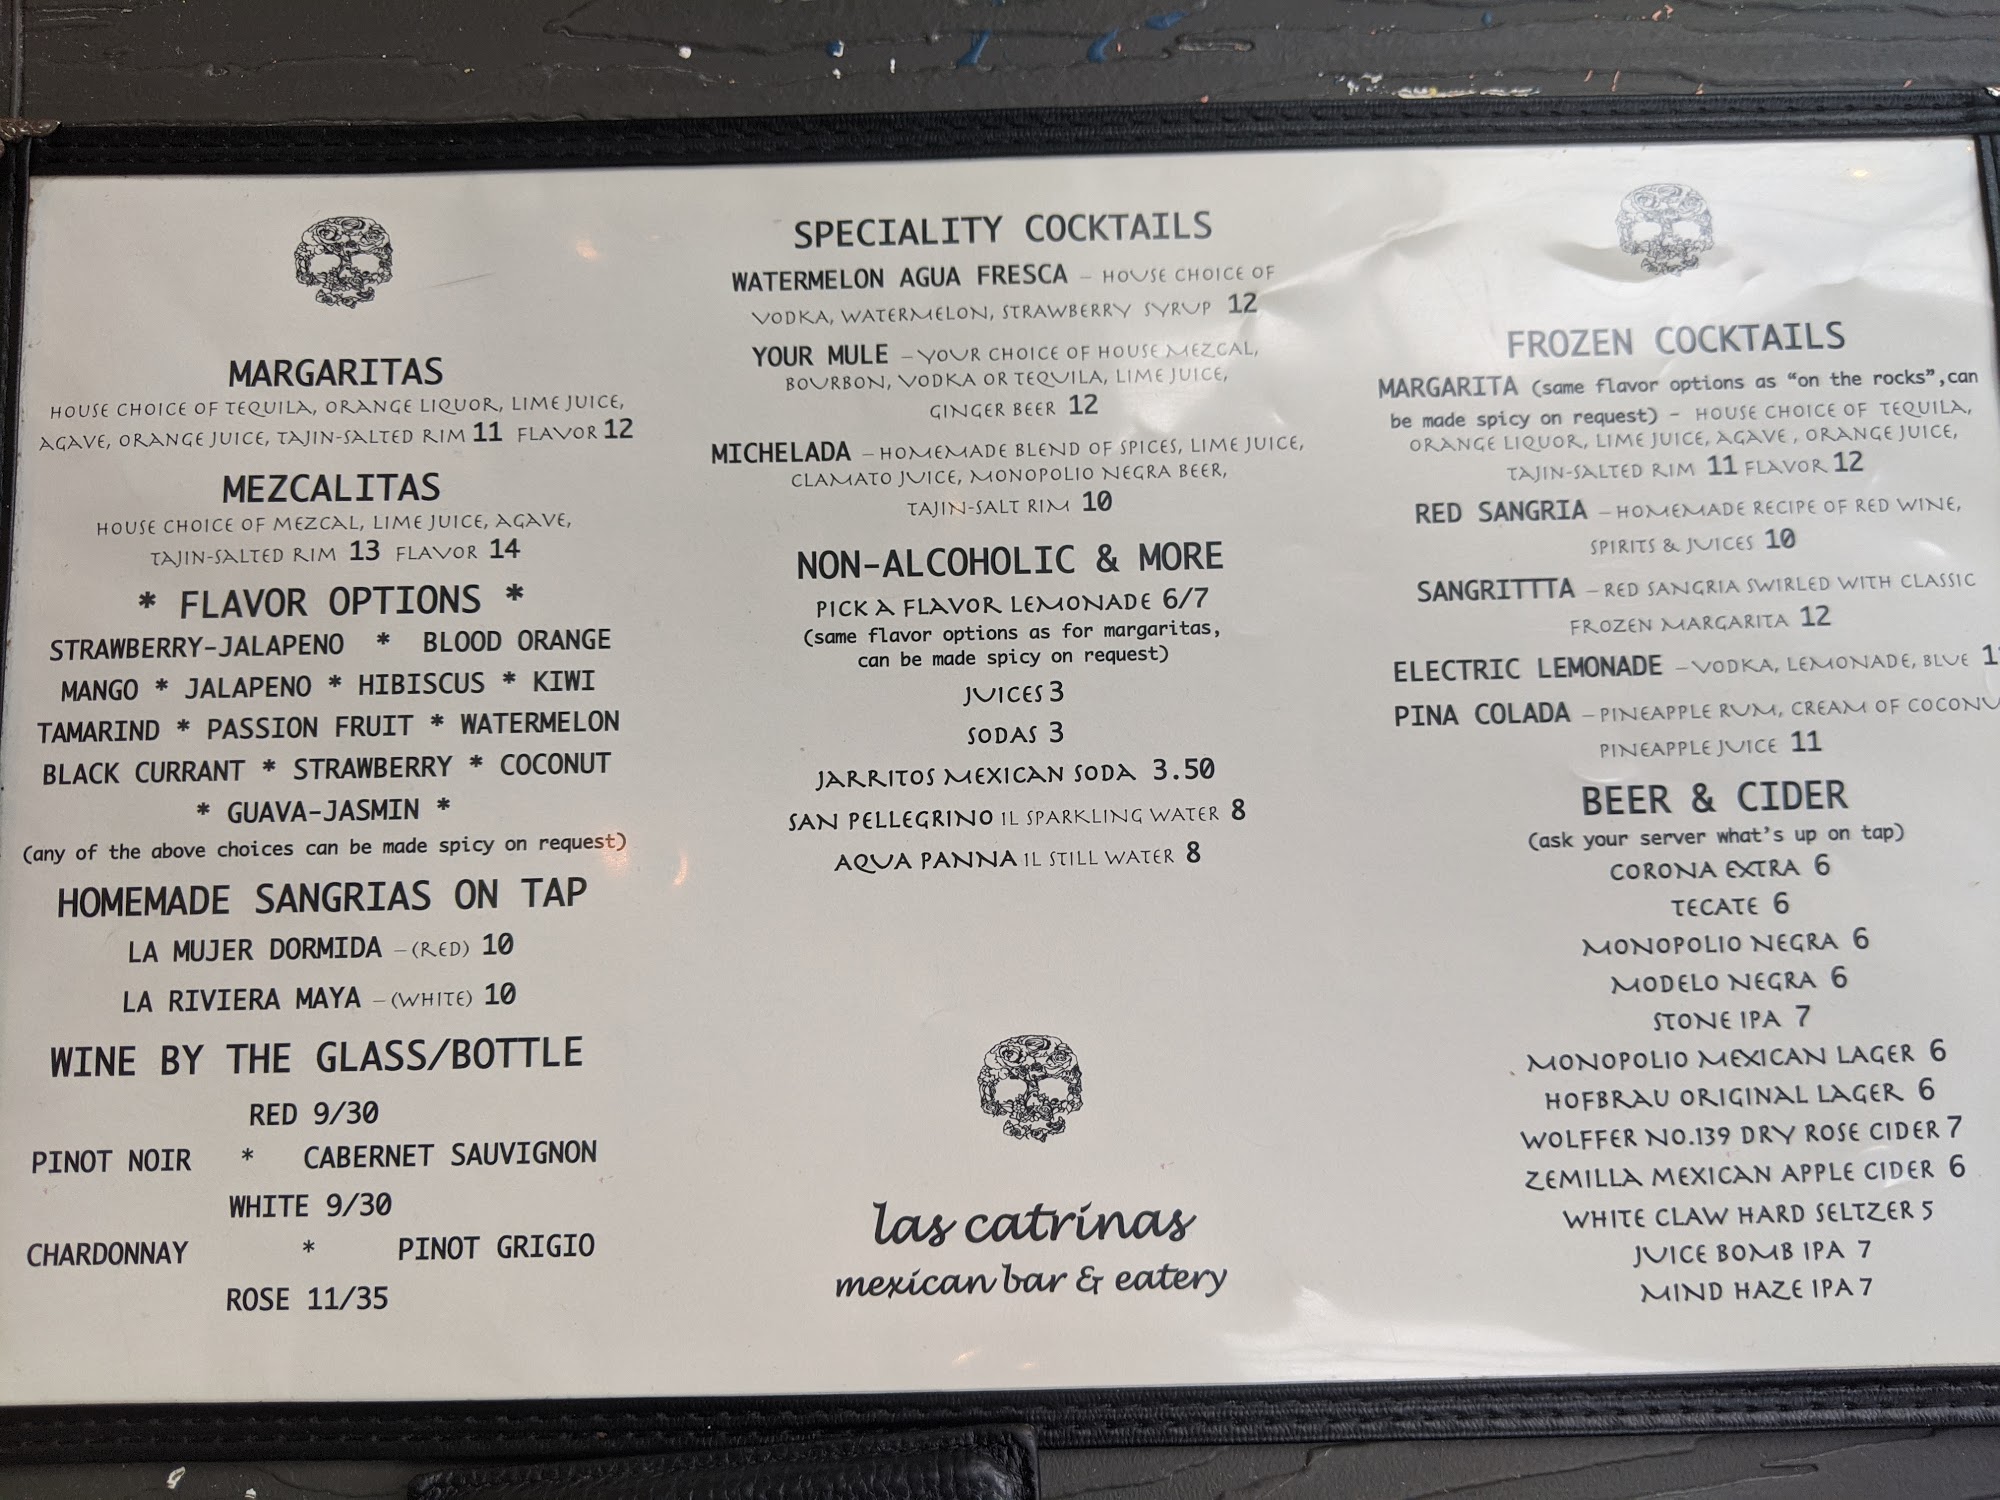 MARGARITAS
HOUSE CHOICE OF TEQUILA, ORANGE LIQUOR, LIME JUICE,
AGAVE, ORANGE JUICE, TAJIN-SALTED RIM 11 FLAVOR 12
MEZCALITAS
HOUSE CHOICE OF MEZCAL, LIME JUICE, AGAVE,
TAJIN-SALTED RIM 13 FLAVOR 14
* FLAVOR OPTIONS *
STRAWBERRY-JALAPENO * BLOOD ORANGE
MANGO * JALAPENO * HIBISCUS * KIWI
TAMARIND * PASSION FRUIT * WATERMELON
BLACK CURRANT * STRAWBERRY * COCONUT
* GUAVA-JASMIN *
(any of the above choices can be made spicy on request)
HOMEMADE SANGRIAS ON TAP
LA MUJER DORMIDA – (RED) 10
LA RIVIERA MAYA – (WHITE) 10
WINE BY THE GLASS/BOTTLE
RED 9/30
PINOT NOIR * CABERNET SAUVIGNON
WHITE 9/30
CHARDONNAY * PINOT GRIGIO
ROSE 11/35
SPECIALITY COCKTAILS
WATERMELON AGUA FRESCA – HOUSE CHOICE OF
VODKA, WATERMELON, STRAWBERRY SYRUP 12
YOUR MULE – YOUR CHOICE OF HOUSE MEZCAL,
BOURBON, VODKA OR TEQUILA, LIME JUICE,
GINGER BEER 12
MICHELADA – HOMEMADE BLEND OF SPICES, LIME JUICE,
CLAMATO JUICE, MONOPOLIO NEGRA BEER,
TAJIN-SALT RIM 10
NON-ALCOHOLIC & MORE
PICK A FLAVOR LEMONADE 6/7
(same flavor options as for margaritas,
can be made spicy on request)
JUICES 3
SODAS 3
JARRITOS MEXICAN SODA 3.50
SAN PELLEGRINO 1L SPARKLING WATER 8
AQUA PANNA 1L STILL WATER 8
las catrinas
mexican bar & eatery
FROZEN COCKTAILS
MARGARITA (same flavor options as "on the rocks",can
be made spicy on request) – HOUSE CHOICE OF TEQUILA,
ORANGE LIQUOR, LIME JUICE, AGAVE, ORANGE JUICE,
TAJIN-SALTED RIM 11 FLAVOR 12
RED SANGRIA – HOMEMADE RECIPE OF RED WINE,
SPIRITS & JUICES 10
SANGRITTTA – RED SANGRIA SWIRLED WITH CLASSIC
FROZEN MARGARITA 12
ELECTRIC LEMONADE – VODKA, LEMONADE, BLUE
PINA COLADA – PINEAPPLE RUM, CREAM OF COCONU
PINEAPPLE JUICE 11
BEER & CIDER
(ask your server what's up on tap)
CORONA EXTRA 6
TECATE 6
MONOPOLIO NEGRA 6
MODELO NEGRA 6
STONE IPA 7
MONOPOLIO MEXICAN LAGER 6
HOFBRAU ORIGINAL LAGER 6
WOLFFER NO.139 DRY ROSE CIDER 7
ZEMILLA MEXICAN APPLE CIDER 6
WHITE CLAW HARD SELTZER 5
JUICE BOMB IPA 7
MIND HAZE IPA 7